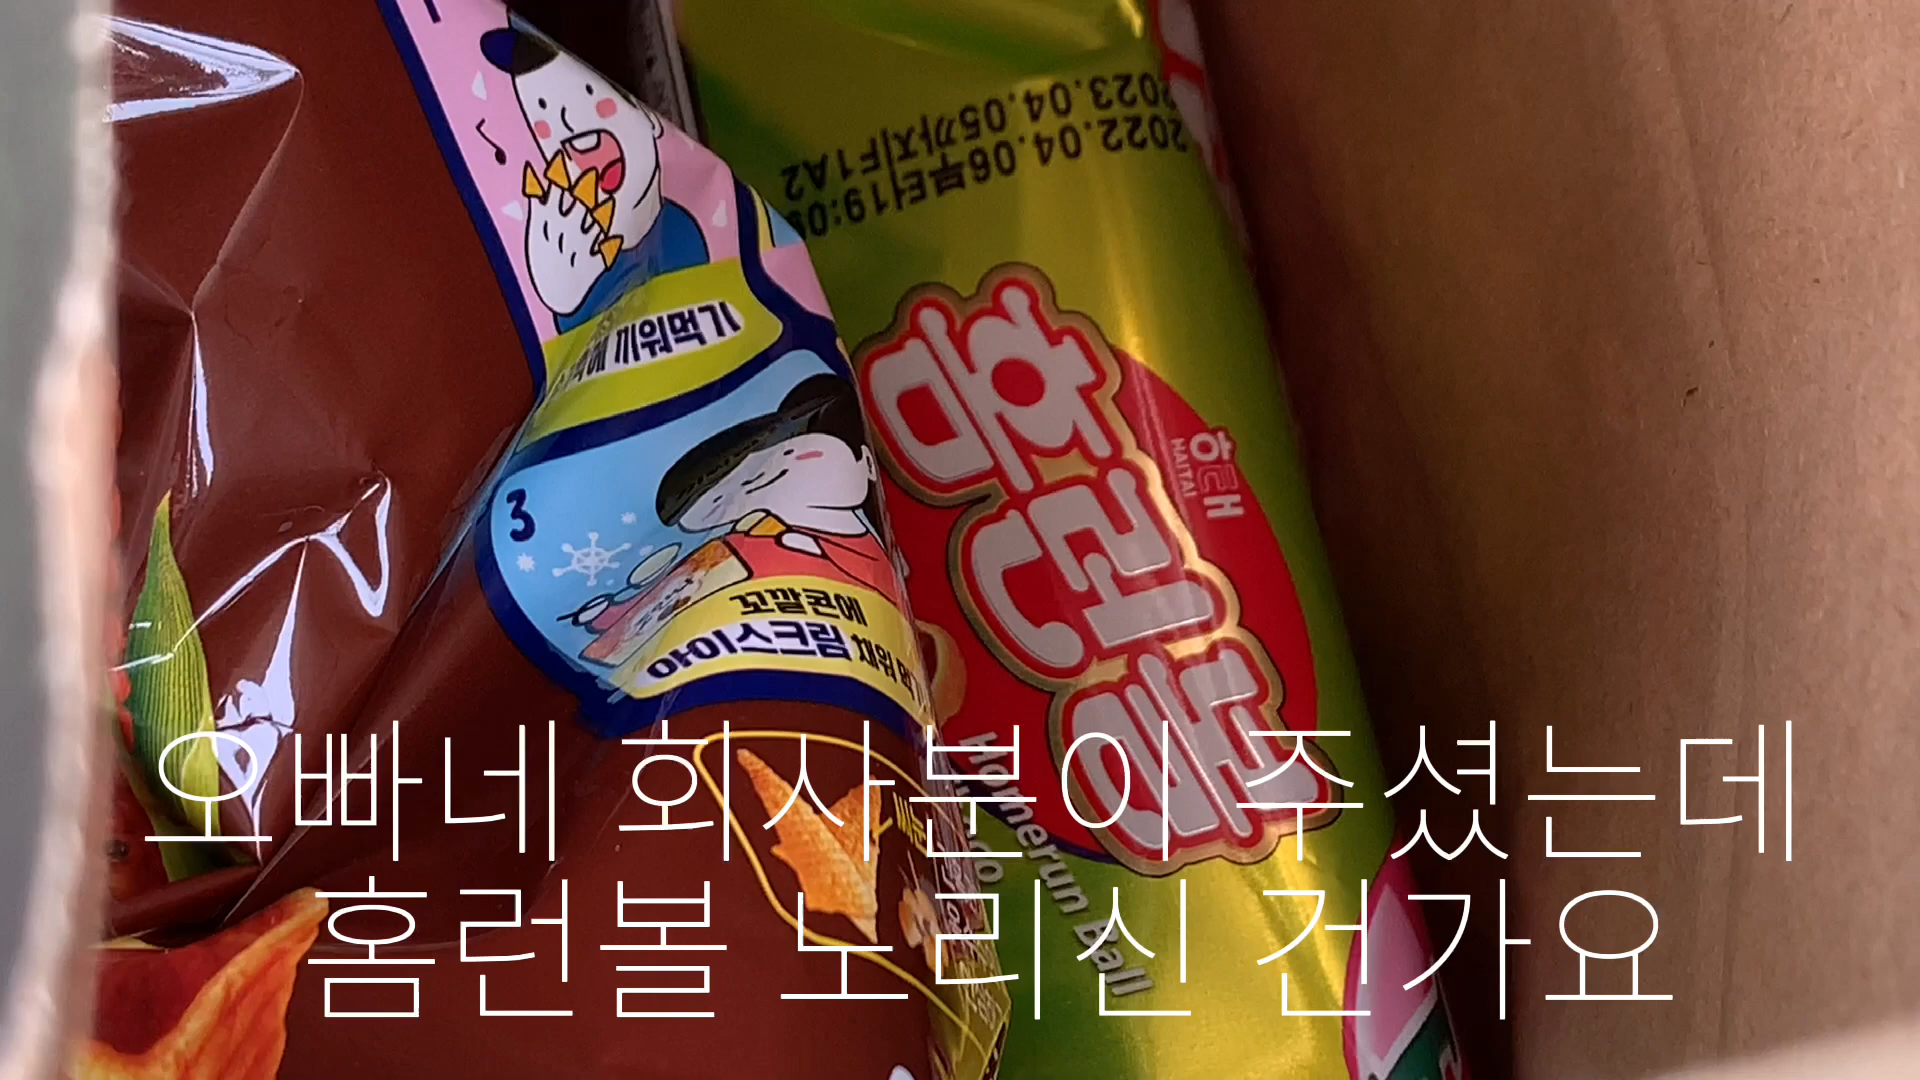 2023.04.05까지F1A2
2022.04.06부터19:09
끼워먹기
홈런볼
해태
HAITAI
3
꼬깔콘에
아이스크림 채워 먹기
Homerun Ball
오빠네 회사분이 주셨는데
홈런볼 노리신 건가요